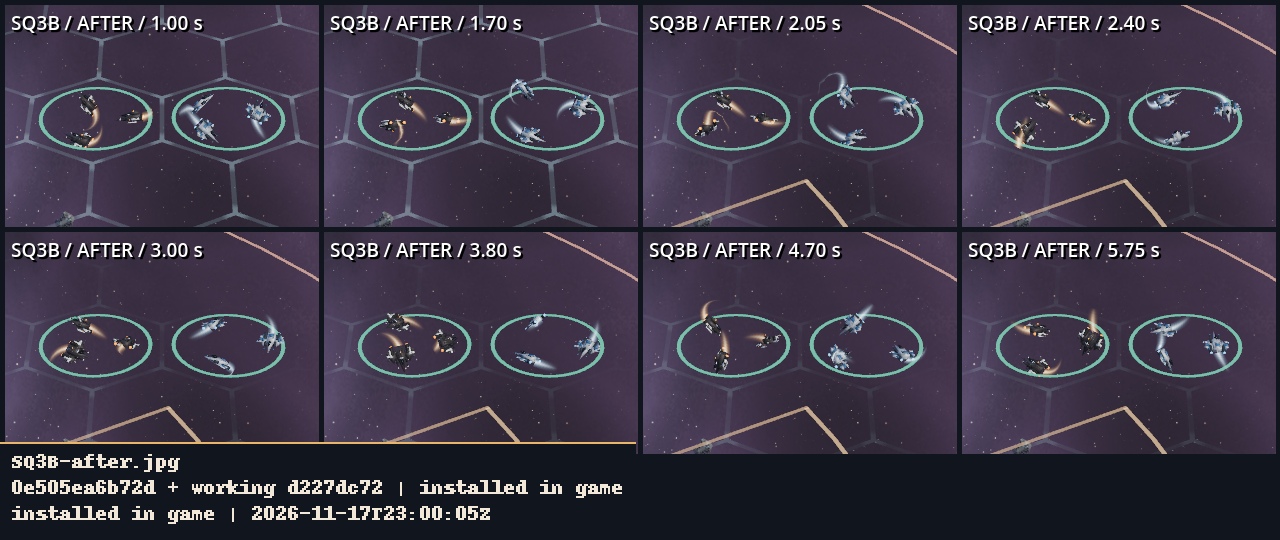 SQ3B / AFTER / 1.00 s
SQ3B / AFTER / 1.70 s
SQ3B / AFTER / 2.05 s
SQ3B / AFTER / 2.40 s
SQ3B / AFTER / 3.00 s
SQ3B / AFTER / 3.80 s
SQ3B / AFTER / 4.70 s
SQ3B / AFTER / 5.75 s
SQ3B-after.jpg
0e505ea6b72d + working d227dc72 | installed in game
installed in game | 2026-11-17T23:00:05Z